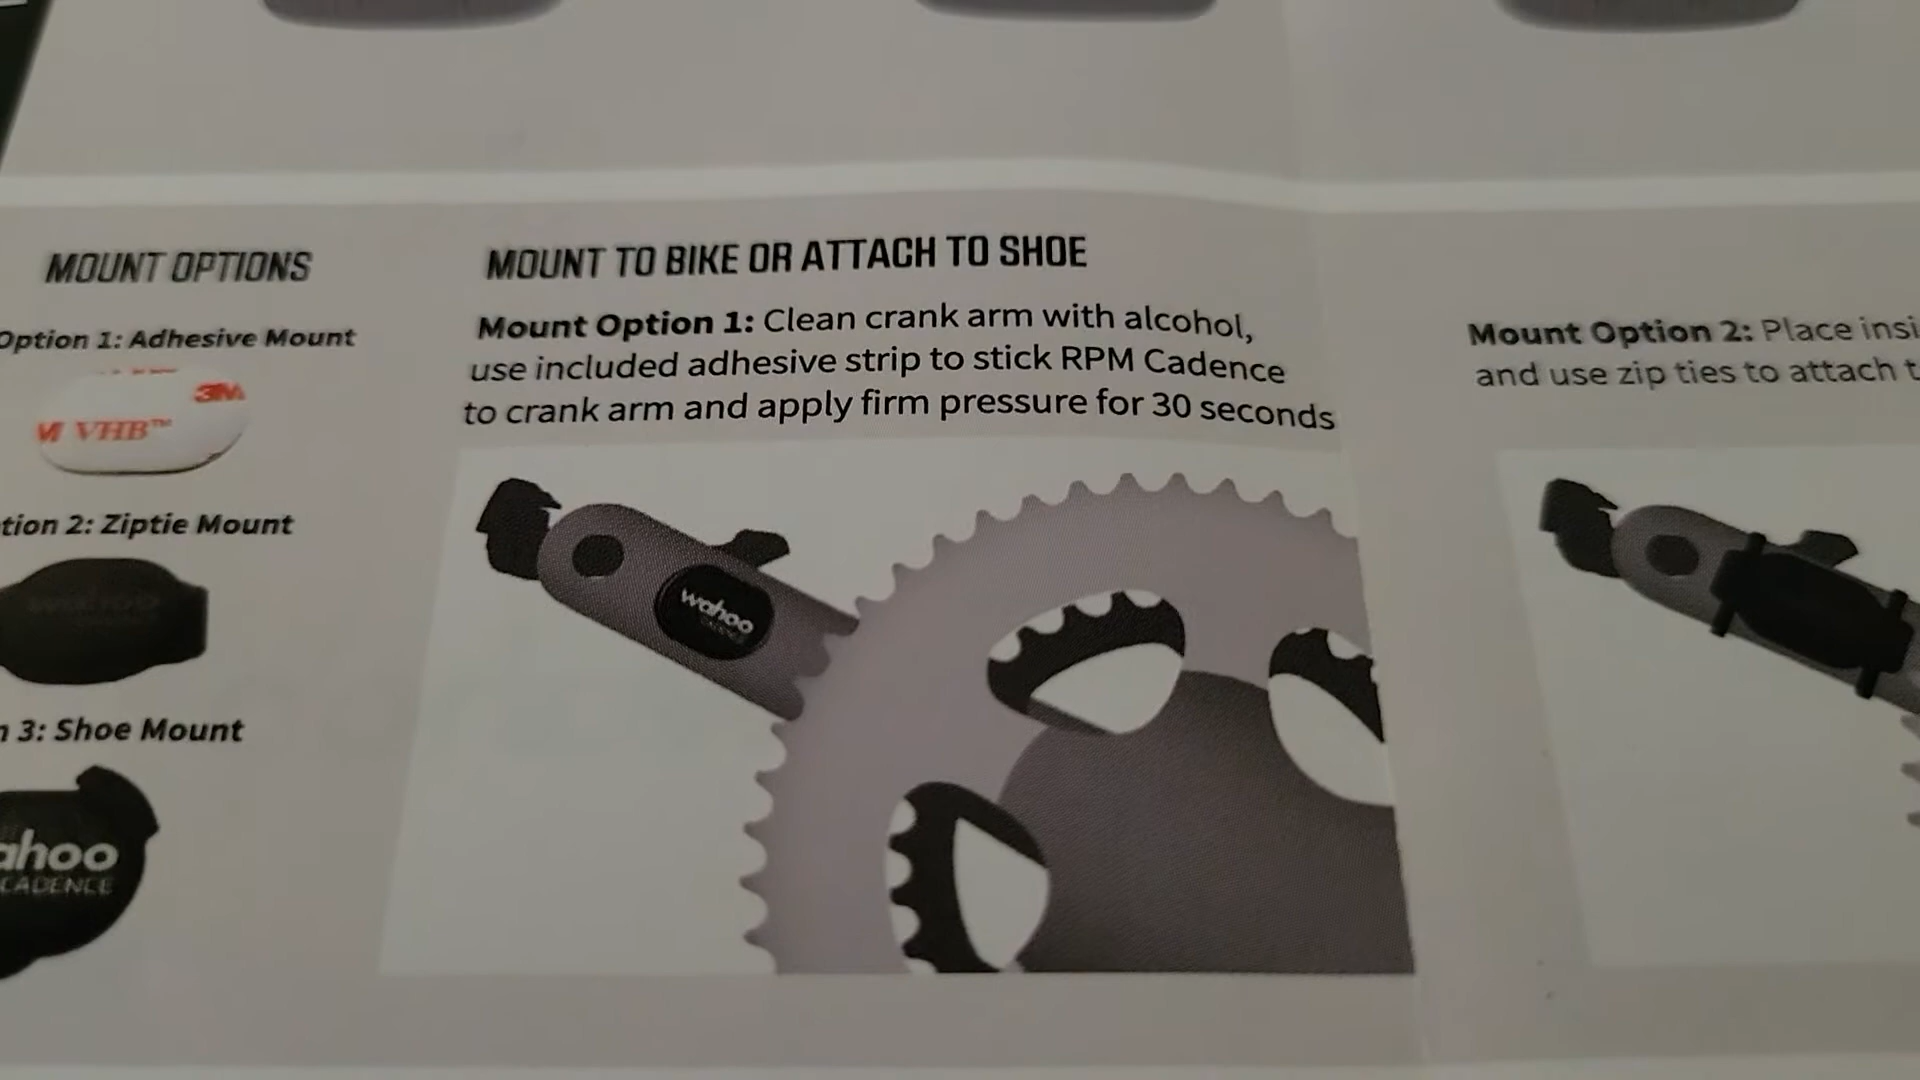 MOUNT OPTIONS
Option 1: Adhesive Mount
3M
VHB™
2: Ziptie Mount
3: Shoe Mount
CADENCE
MOUNT TO BIKE OR ATTACH TO SHOE
Mount Option 1: Clean crank arm with alcohol,
use included adhesive strip to stick RPM Cadence
to crank arm and apply firm pressure for 30 seconds
wahoo
CADENCE
Mount Option 2: Place
and use zip ties to attach